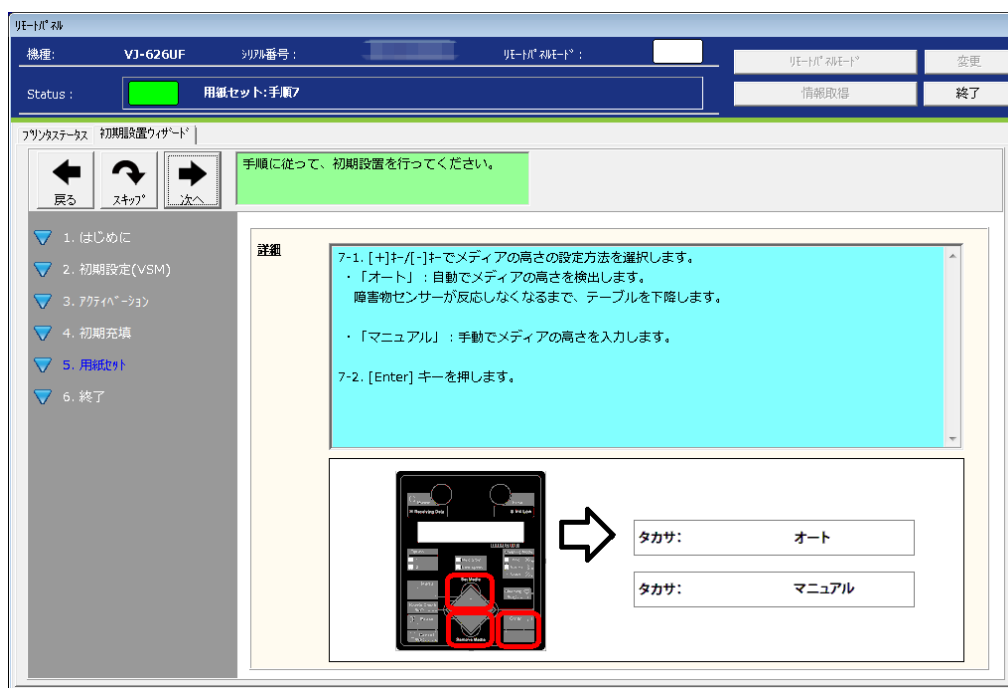 リモートパネル
機種: VJ-626UF シリアル番号: リモートパネルモード:
リモートパネルモード 変更
Status : 用紙セット:手順7
情報取得 終了
プリンタステータス 初期設置ウィザード
戻る スキップ 次へ
手順に従って、初期設置を行ってください。
1. はじめに
2. 初期設定(VSM)
3. アクティベーション
4. 初期充填
5. 用紙セット
6. 終了
詳細
7-1. [+]キー/[-]キーでメディアの高さの設定方法を選択します。
・「オート」：自動でメディアの高さを検出します。
障害物センサーが反応しなくなるまで、テーブルを下降します。
・「マニュアル」：手動でメディアの高さを入力します。
7-2. [Enter] キーを押します。
タカサ: オート
タカサ: マニュアル